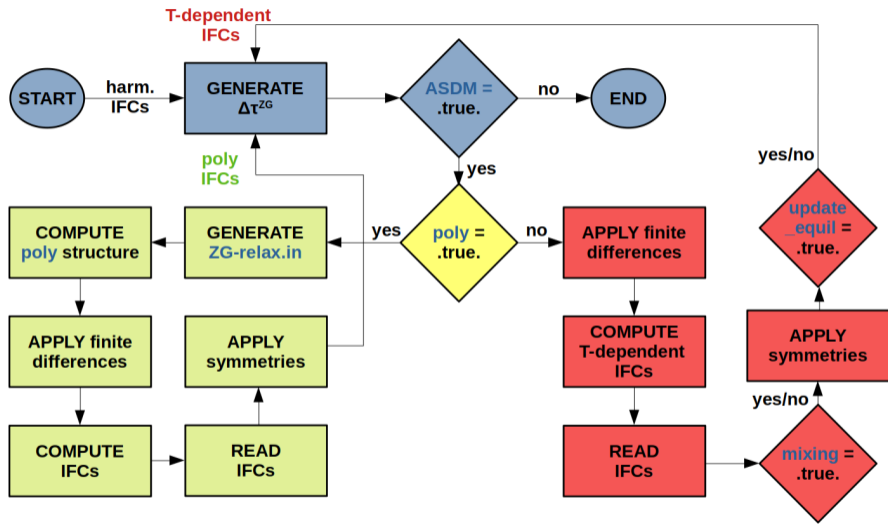 T-dependent
IFCs
START
harm.
IFCs
GENERATE
Δτᶻᴳ
ASDM =
.true.
no
END
yes
poly
IFCs
yes/no
COMPUTE
poly structure
GENERATE
ZG-relax.in
yes
poly =
.true.
no
APPLY finite
differences
update
_equil =
.true.
APPLY finite
differences
APPLY
symmetries
COMPUTE
T-dependent
IFCs
APPLY
symmetries
yes/no
COMPUTE
IFCs
READ
IFCs
READ
IFCs
mixing =
.true.